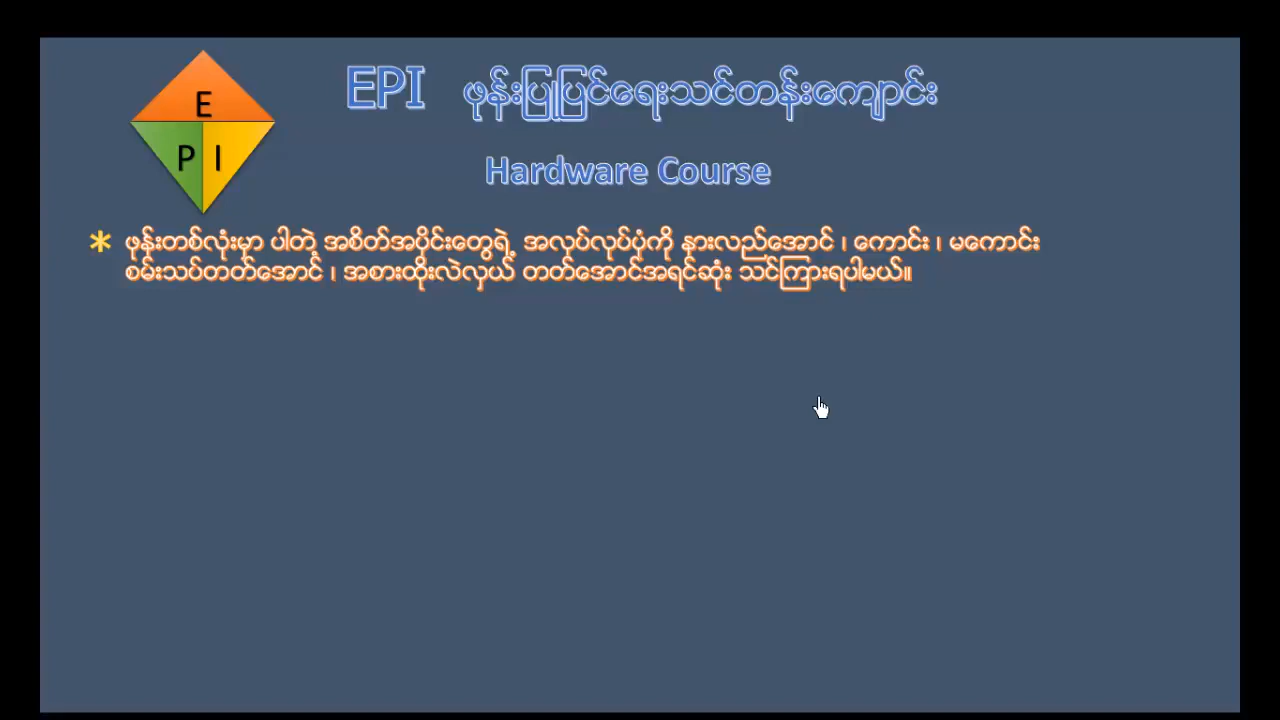 E
P I
EPI ဖုန်းပြုပြင်ရေးသင်တန်းကျောင်း
Hardware Course
* ဖုန်းတစ်လုံးမှာ ပါတဲ့ အစိတ်အပိုင်းတွေရဲ့ အလုပ်လုပ်ပုံကို နားလည်အောင် ၊ ကောင်း ၊ မကောင်း
စမ်းသပ်တတ်အောင် ၊ အစားထိုးလဲလှယ် တတ်အောင်အရင်ဆုံး သင်ကြားရပါမယ်။